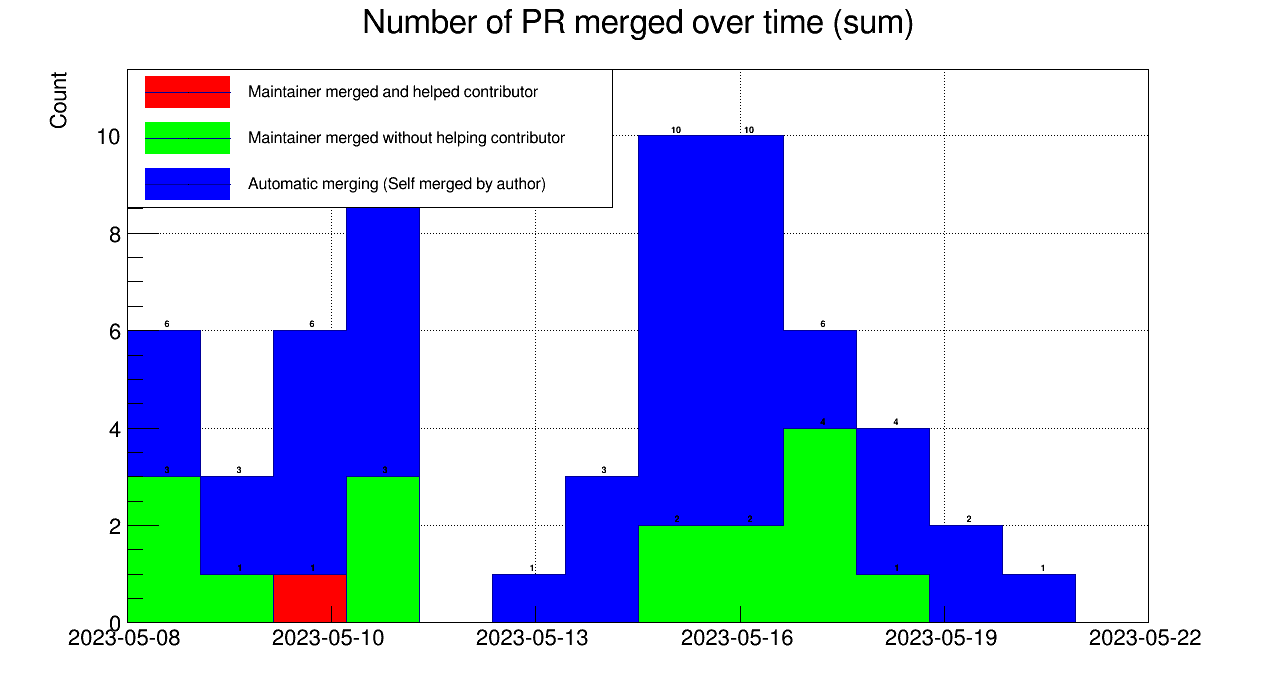 Number of PR merged over time (sum)
Count
Maintainer merged and helped contributor
Maintainer merged without helping contributor
Automatic merging (Self merged by author)
10
8
6
4
2
0
10 10
6 6 6
3 3 3 3 3
4 4
2 2 2
1 1 1 1 1 1
2023-05-08 2023-05-10 2023-05-13 2023-05-16 2023-05-19 2023-05-22